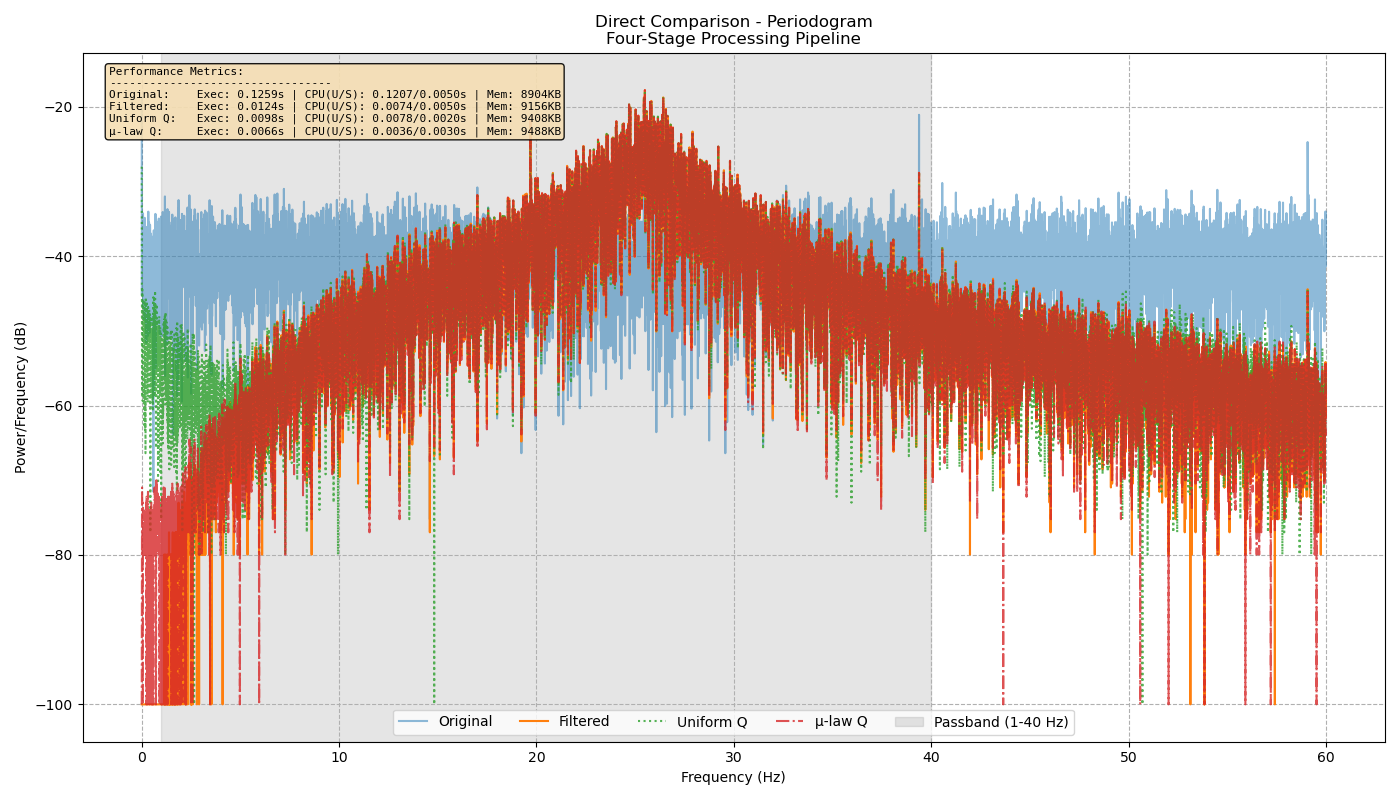 Direct Comparison - Periodogram
Four-Stage Processing Pipeline
Performance Metrics:
---------------------------------
Original:    Exec: 0.1259s | CPU(U/S): 0.1207/0.0050s | Mem: 8904KB
Filtered:    Exec: 0.0124s | CPU(U/S): 0.0074/0.0050s | Mem: 9156KB
Uniform Q:   Exec: 0.0098s | CPU(U/S): 0.0078/0.0020s | Mem: 9408KB
μ-law Q:     Exec: 0.0066s | CPU(U/S): 0.0036/0.0030s | Mem: 9488KB
Power/Frequency (dB)
−20
−40
−60
−80
−100
Original Filtered Uniform Q μ-law Q Passband (1-40 Hz)
0 10 20 30 40 50 60
Frequency (Hz)